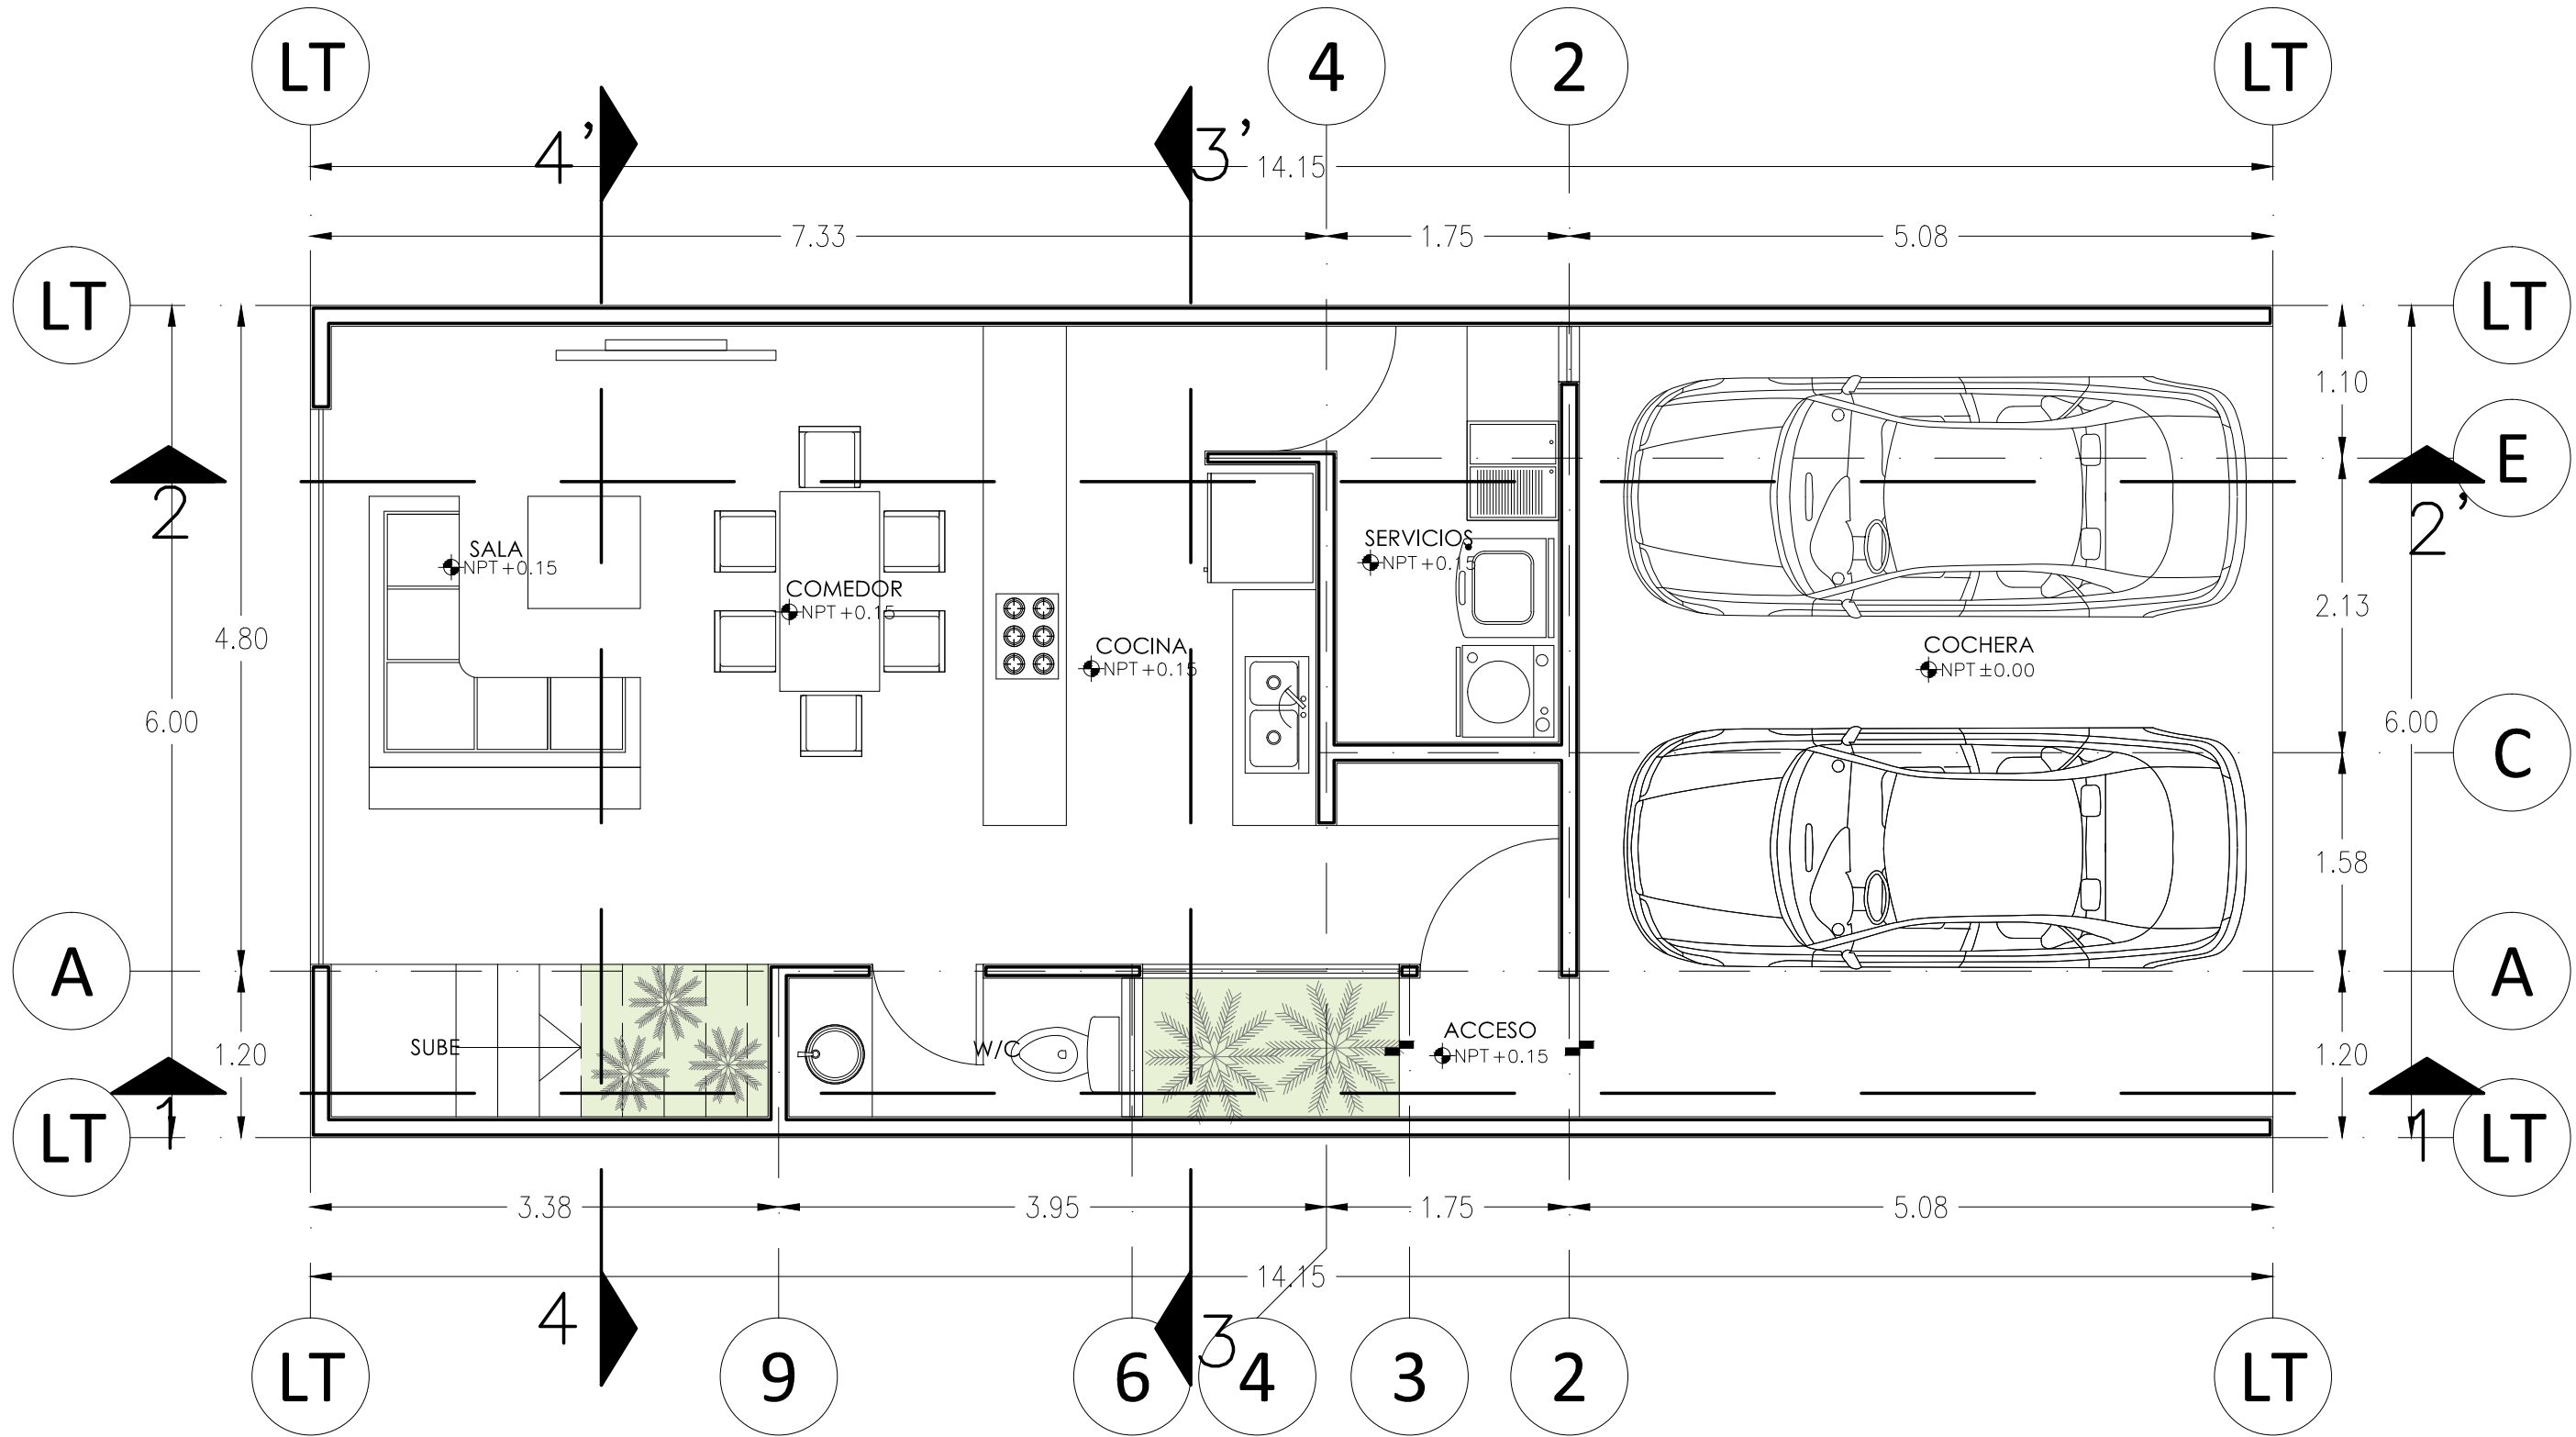 LT
4
2
LT
4'
3'
14.15
7.33
1.75
5.08
LT
LT
1.10
E
2
2'
SERVICIOS
NPT+0.15
SALA
NPT+0.15
COMEDOR
NPT+0.15
2.13
4.80
COCINA
NPT+0.15
COCHERA
NPT±0.00
6.00
6.00
C
1.58
A
A
SUBE
W/C
ACCESO
NPT+0.15
1.20
1.20
1
1
LT
LT
3.38
3.95
1.75
5.08
14.15
4
3
LT
9
6
4
3
2
LT